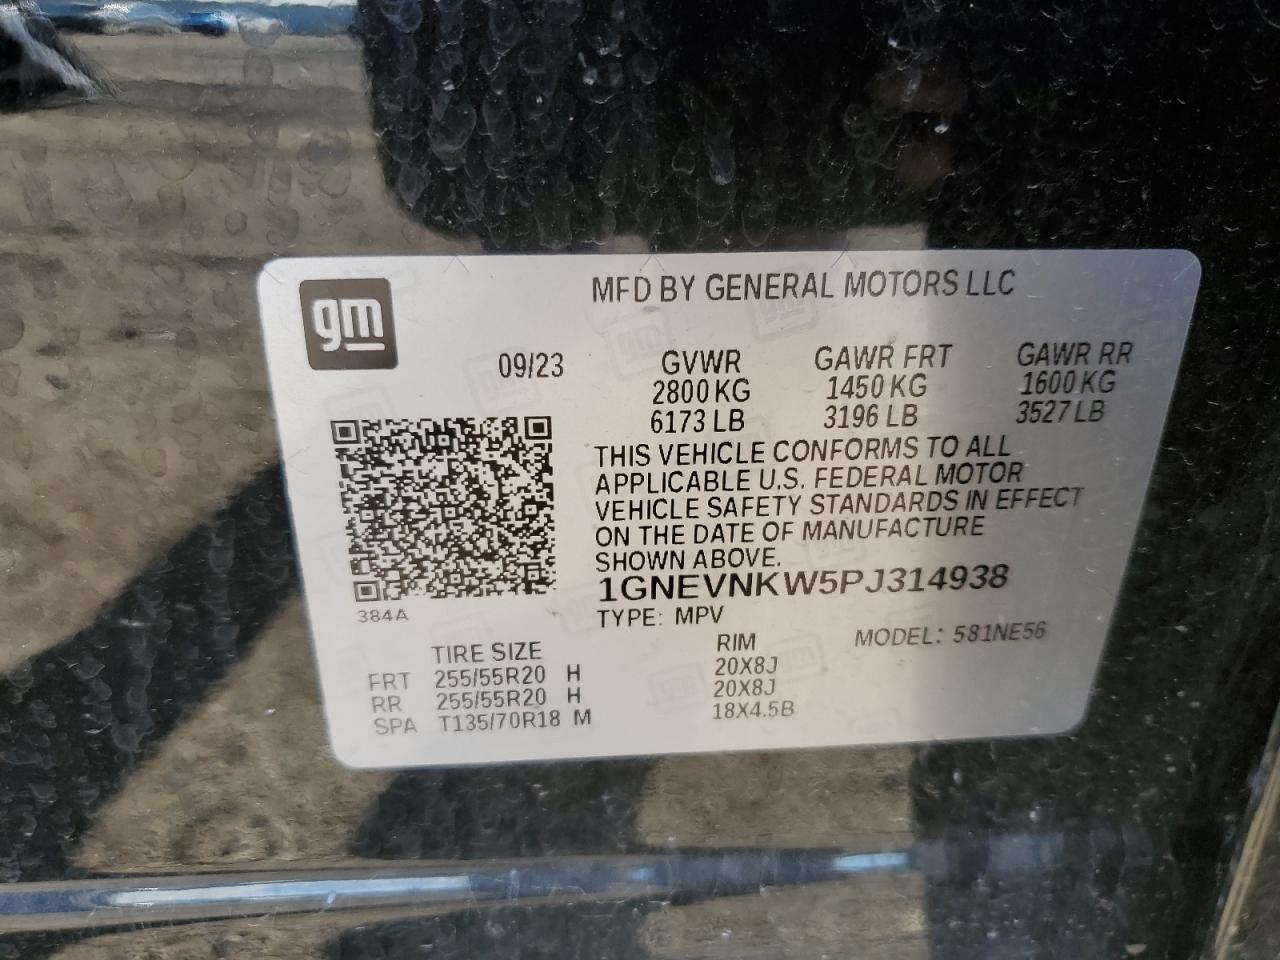 gm
MFD BY GENERAL MOTORS LLC
09/23
GVWR GAWR FRT GAWR RR
2800 KG 1450 KG 1600 KG
6173 LB 3196 LB 3527 LB
THIS VEHICLE CONFORMS TO ALL
APPLICABLE U.S. FEDERAL MOTOR
VEHICLE SAFETY STANDARDS IN EFFECT
ON THE DATE OF MANUFACTURE
SHOWN ABOVE.
1GNEVNKW5PJ314938
384A
TYPE: MPV
MODEL: 581NE56
TIRE SIZE RIM
FRT 255/55R20 H 20X8J
RR 255/55R20 H 20X8J
SPA T135/70R18 M 18X4.5B